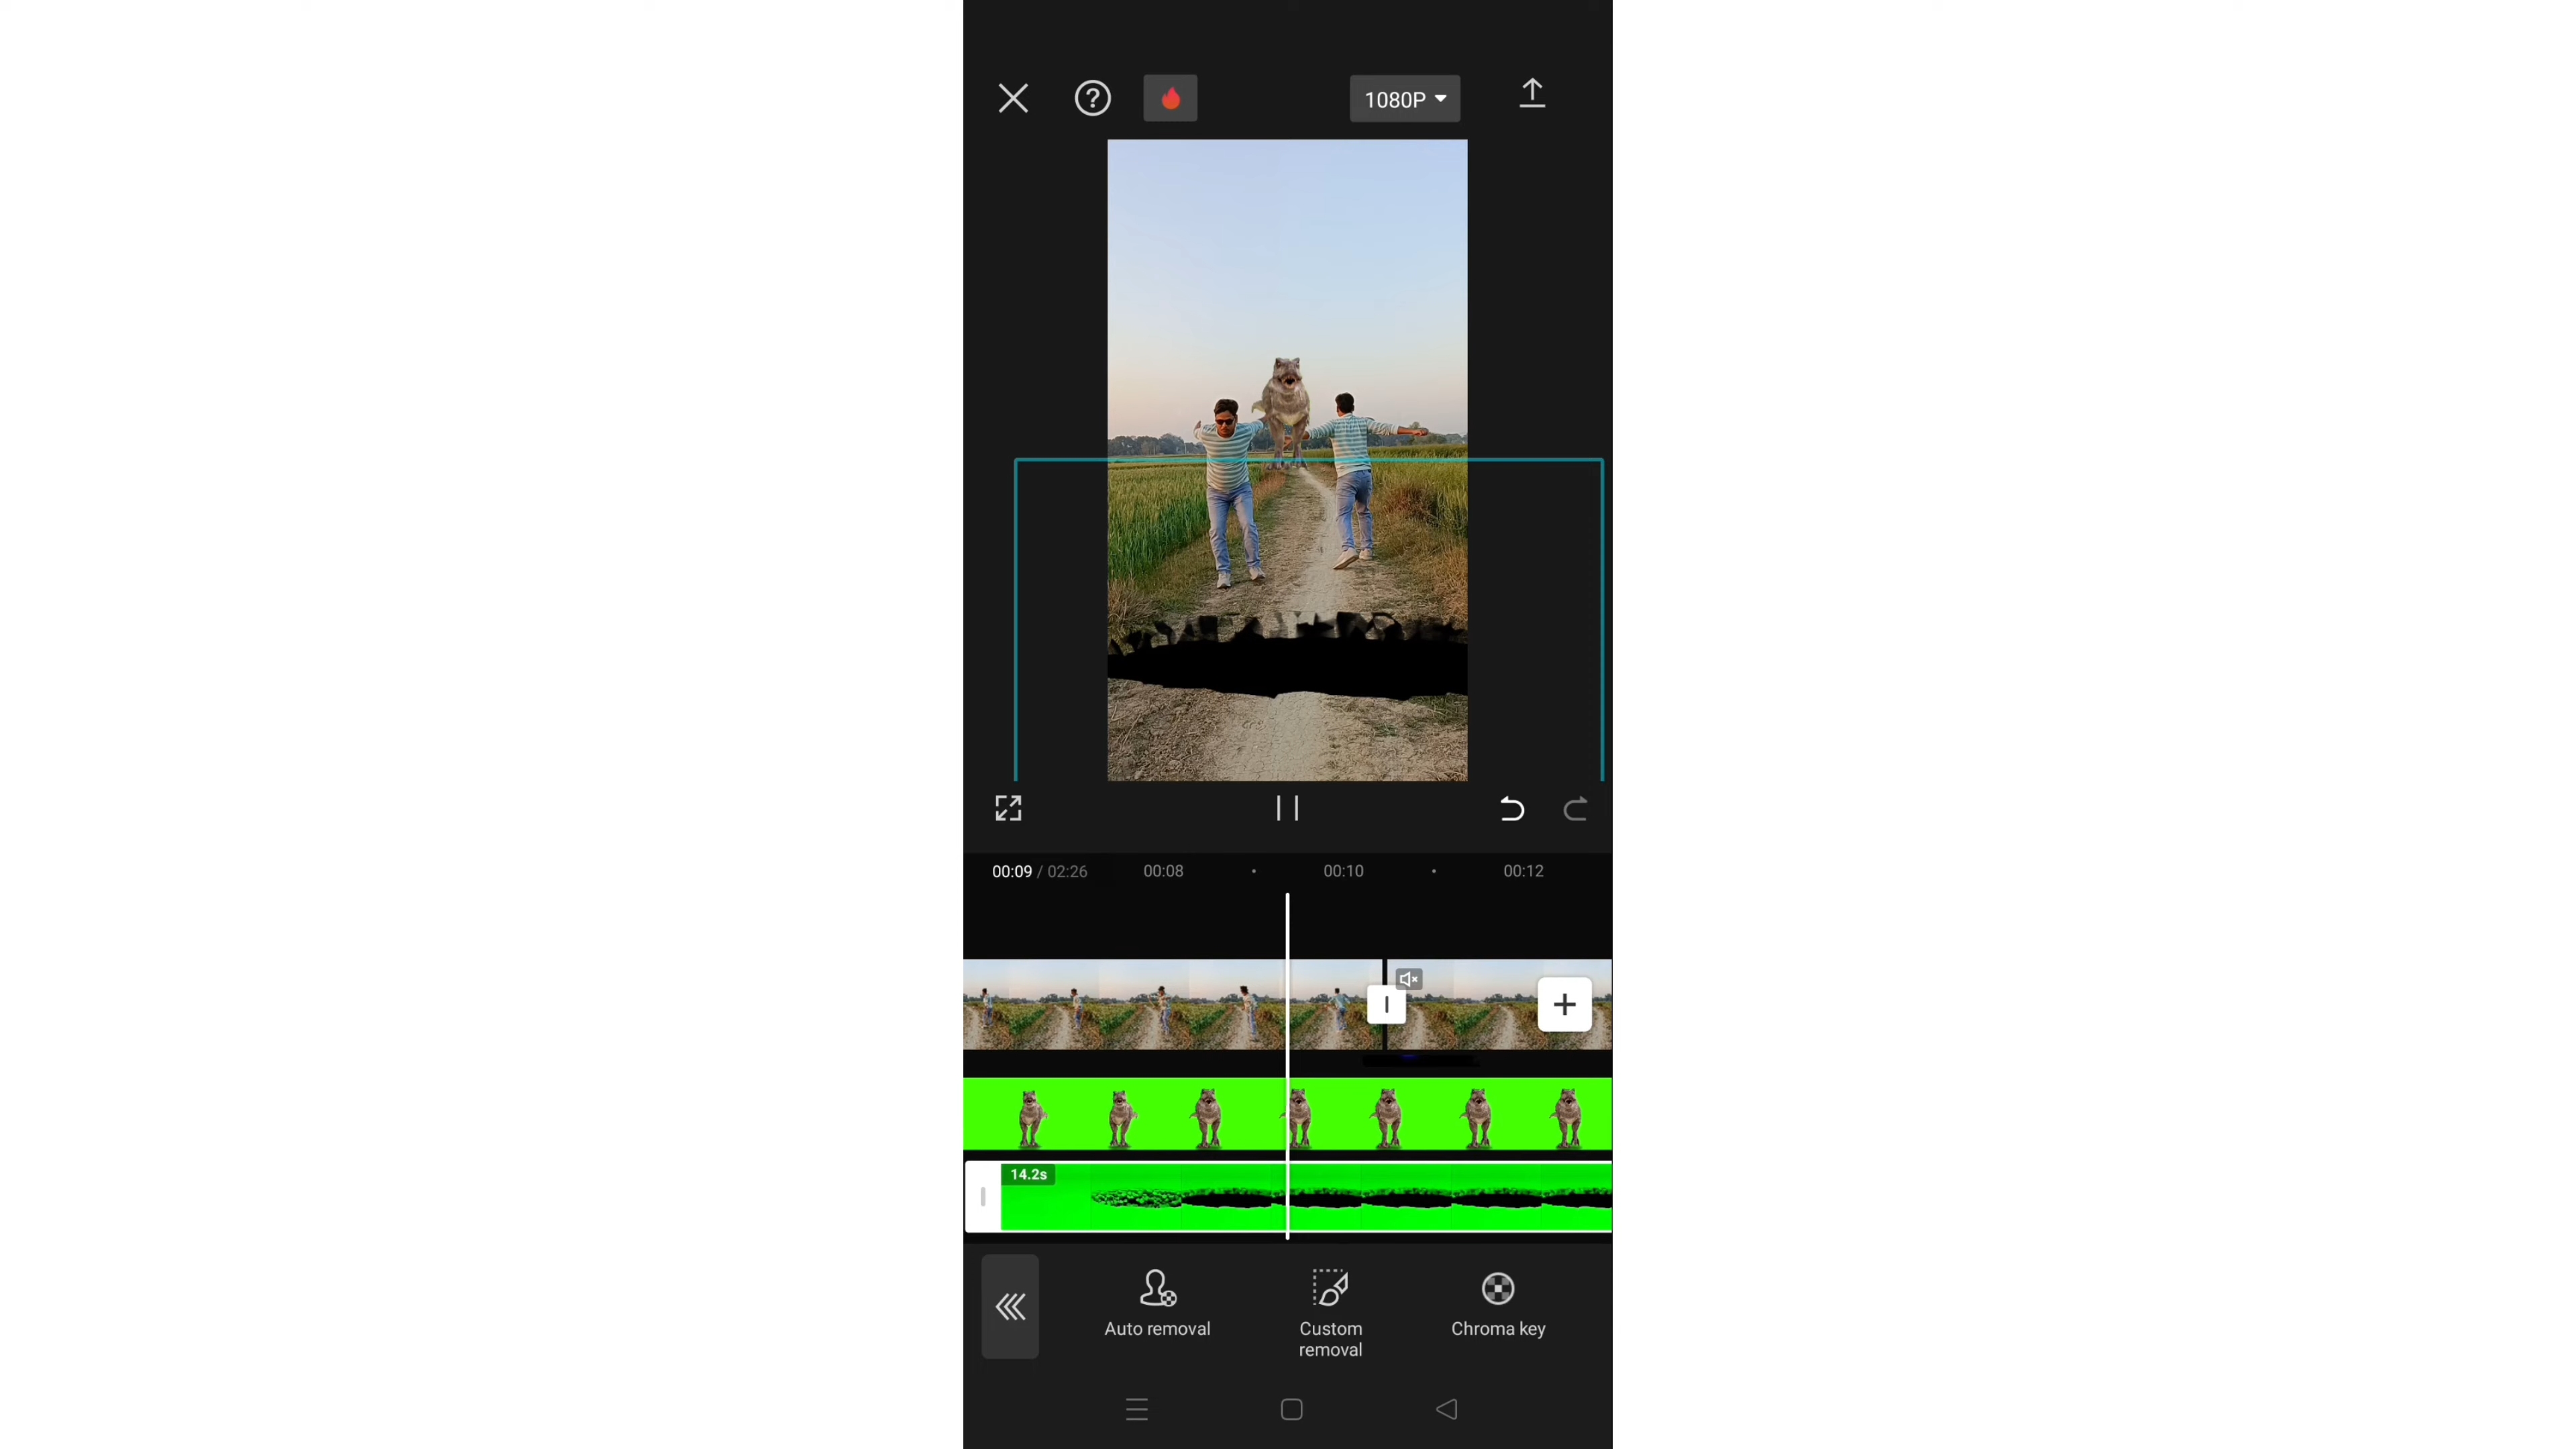 1080P
00:09 / 02:26 00:08 00:10 00:12
14.2s
Auto removal
Custom
removal
Chroma key